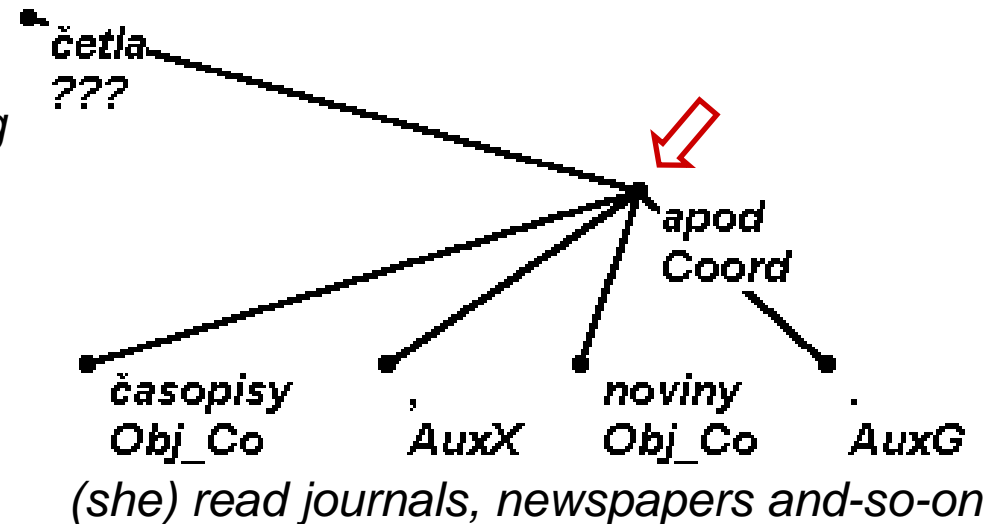 četla
???
g
apod
Coord
časopisy , noviny .
Obj_Co AuxX Obj_Co AuxG
(she) read journals, newspapers and-so-on